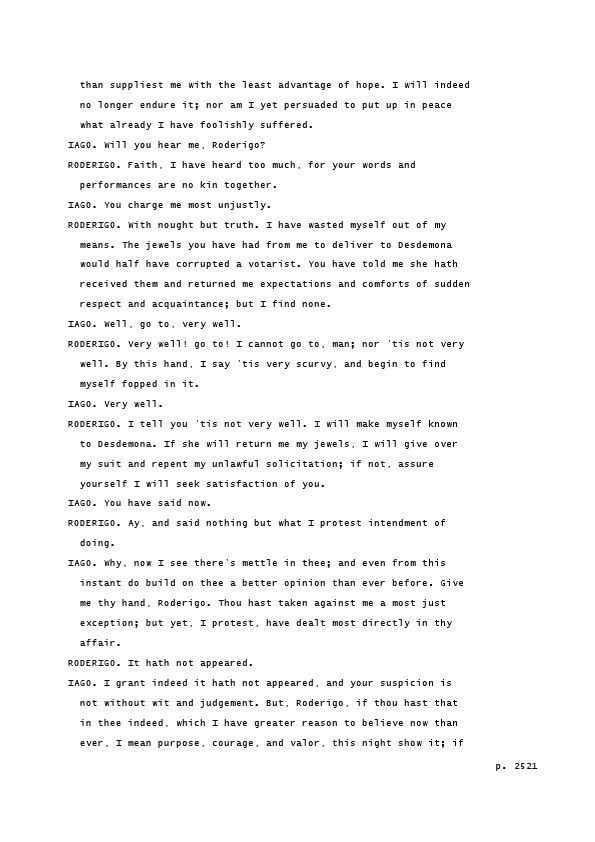 than suppliest me with the least advantage of hope. I will indeed
no longer endure it; nor am I yet persuaded to put up in peace
what already I have foolishly suffered.
IAGO. Will you hear me, Roderigo?
RODERIGO. Faith, I have heard too much, for your words and
performances are no kin together.
IAGO. You charge me most unjustly.
RODERIGO. With nought but truth. I have wasted myself out of my
means. The jewels you have had from me to deliver to Desdemona
would half have corrupted a votarist. You have told me she hath
received them and returned me expectations and comforts of sudden
respect and acquaintance; but I find none.
IAGO. Well, go to, very well.
RODERIGO. Very well! go to! I cannot go to, man; nor 'tis not very
well. By this hand, I say 'tis very scurvy, and begin to find
myself fopped in it.
IAGO. Very well.
RODERIGO. I tell you 'tis not very well. I will make myself known
to Desdemona. If she will return me my jewels, I will give over
my suit and repent my unlawful solicitation; if not, assure
yourself I will seek satisfaction of you.
IAGO. You have said now.
RODERIGO. Ay, and said nothing but what I protest intendment of
doing.
IAGO. Why, now I see there's mettle in thee; and even from this
instant do build on thee a better opinion than ever before. Give
me thy hand, Roderigo. Thou hast taken against me a most just
exception; but yet, I protest, have dealt most directly in thy
affair.
RODERIGO. It hath not appeared.
IAGO. I grant indeed it hath not appeared, and your suspicion is
not without wit and judgement. But, Roderigo, if thou hast that
in thee indeed, which I have greater reason to believe now than
ever, I mean purpose, courage, and valor, this night show it; if
p. 2521